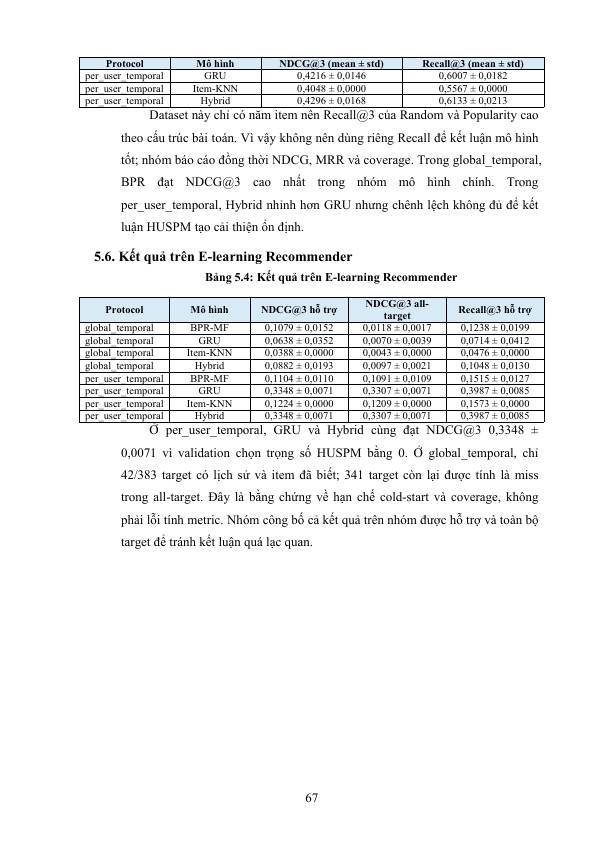 Protocol Mô hình NDCG@3 (mean ± std) Recall@3 (mean ± std)
per_user_temporal GRU 0,4216 ± 0,0146 0,6007 ± 0,0182
per_user_temporal Item-KNN 0,4048 ± 0,0000 0,5567 ± 0,0000
per_user_temporal Hybrid 0,4296 ± 0,0168 0,6133 ± 0,0213
Dataset này chỉ có năm item nên Recall@3 của Random và Popularity cao
theo cấu trúc bài toán. Vì vậy không nên dùng riêng Recall để kết luận mô hình
tốt; nhóm báo cáo đồng thời NDCG, MRR và coverage. Trong global_temporal,
BPR đạt NDCG@3 cao nhất trong nhóm mô hình chính. Trong
per_user_temporal, Hybrid nhỉnh hơn GRU nhưng chênh lệch không đủ để kết
luận HUSPM tạo cải thiện ổn định.
5.6. Kết quả trên E-learning Recommender
Bảng 5.4: Kết quả trên E-learning Recommender
Protocol Mô hình NDCG@3 hỗ trợ NDCG@3 all-
target Recall@3 hỗ trợ
global_temporal BPR-MF 0,1079 ± 0,0152 0,0118 ± 0,0017 0,1238 ± 0,0199
global_temporal GRU 0,0638 ± 0,0352 0,0070 ± 0,0039 0,0714 ± 0,0412
global_temporal Item-KNN 0,0388 ± 0,0000 0,0043 ± 0,0000 0,0476 ± 0,0000
global_temporal Hybrid 0,0882 ± 0,0193 0,0097 ± 0,0021 0,1048 ± 0,0130
per_user_temporal BPR-MF 0,1104 ± 0,0110 0,1091 ± 0,0109 0,1515 ± 0,0127
per_user_temporal GRU 0,3348 ± 0,0071 0,3307 ± 0,0071 0,3987 ± 0,0085
per_user_temporal Item-KNN 0,1224 ± 0,0000 0,1209 ± 0,0000 0,1573 ± 0,0000
per_user_temporal Hybrid 0,3348 ± 0,0071 0,3307 ± 0,0071 0,3987 ± 0,0085
Ở per_user_temporal, GRU và Hybrid cùng đạt NDCG@3 0,3348 ±
0,0071 vì validation chọn trọng số HUSPM bằng 0. Ở global_temporal, chỉ
42/383 target có lịch sử và item đã biết; 341 target còn lại được tính là miss
trong all-target. Đây là bằng chứng về hạn chế cold-start và coverage, không
phải lỗi tính metric. Nhóm công bố cả kết quả trên nhóm được hỗ trợ và toàn bộ
target để tránh kết luận quá lạc quan.
67